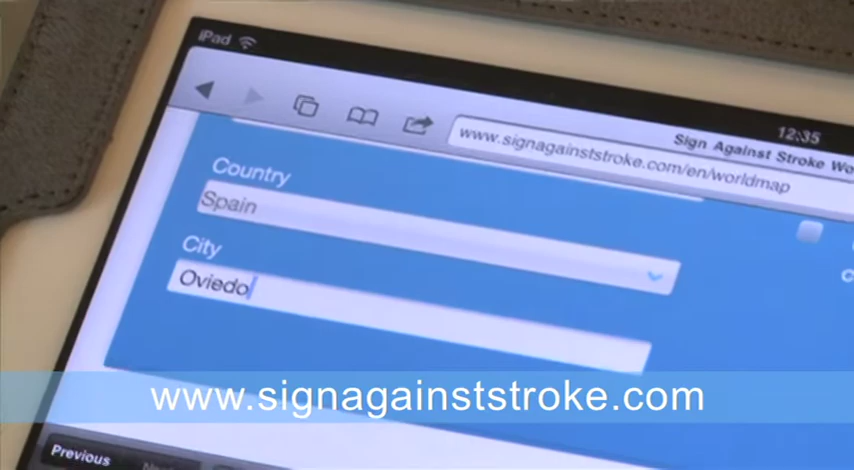 iPad
12:35
Sign Against Stroke Wo
www.signagainststroke.com/en/worldmap
Country
Spain
City
Oviedo
www.signagainststroke.com
Previous